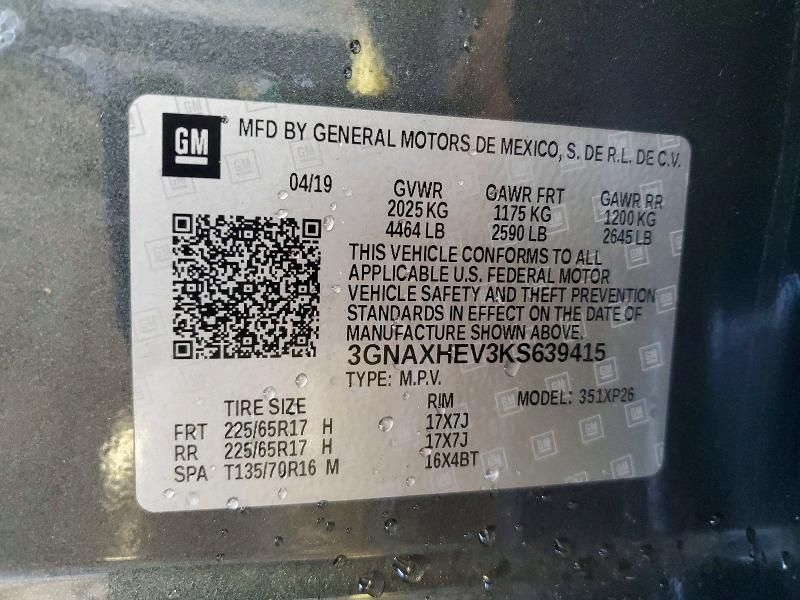 GM MFD BY GENERAL MOTORS DE MEXICO, S. DE R.L. DE C.V.
04/19 GVWR GAWR FRT GAWR RR
2025 KG 1175 KG 1200 KG
4464 LB 2590 LB 2645 LB
THIS VEHICLE CONFORMS TO ALL
APPLICABLE U.S. FEDERAL MOTOR
VEHICLE SAFETY AND THEFT PREVENTION
STANDARDS IN EFFECT ON THE DATE OF
MANUFACTURE SHOWN ABOVE.
3GNAXHEV3KS639415
TYPE: M.P.V.
TIRE SIZE RIM MODEL: 351XP26
FRT 225/65R17 H 17X7J
RR 225/65R17 H 17X7J
SPA T135/70R16 M 16X4BT